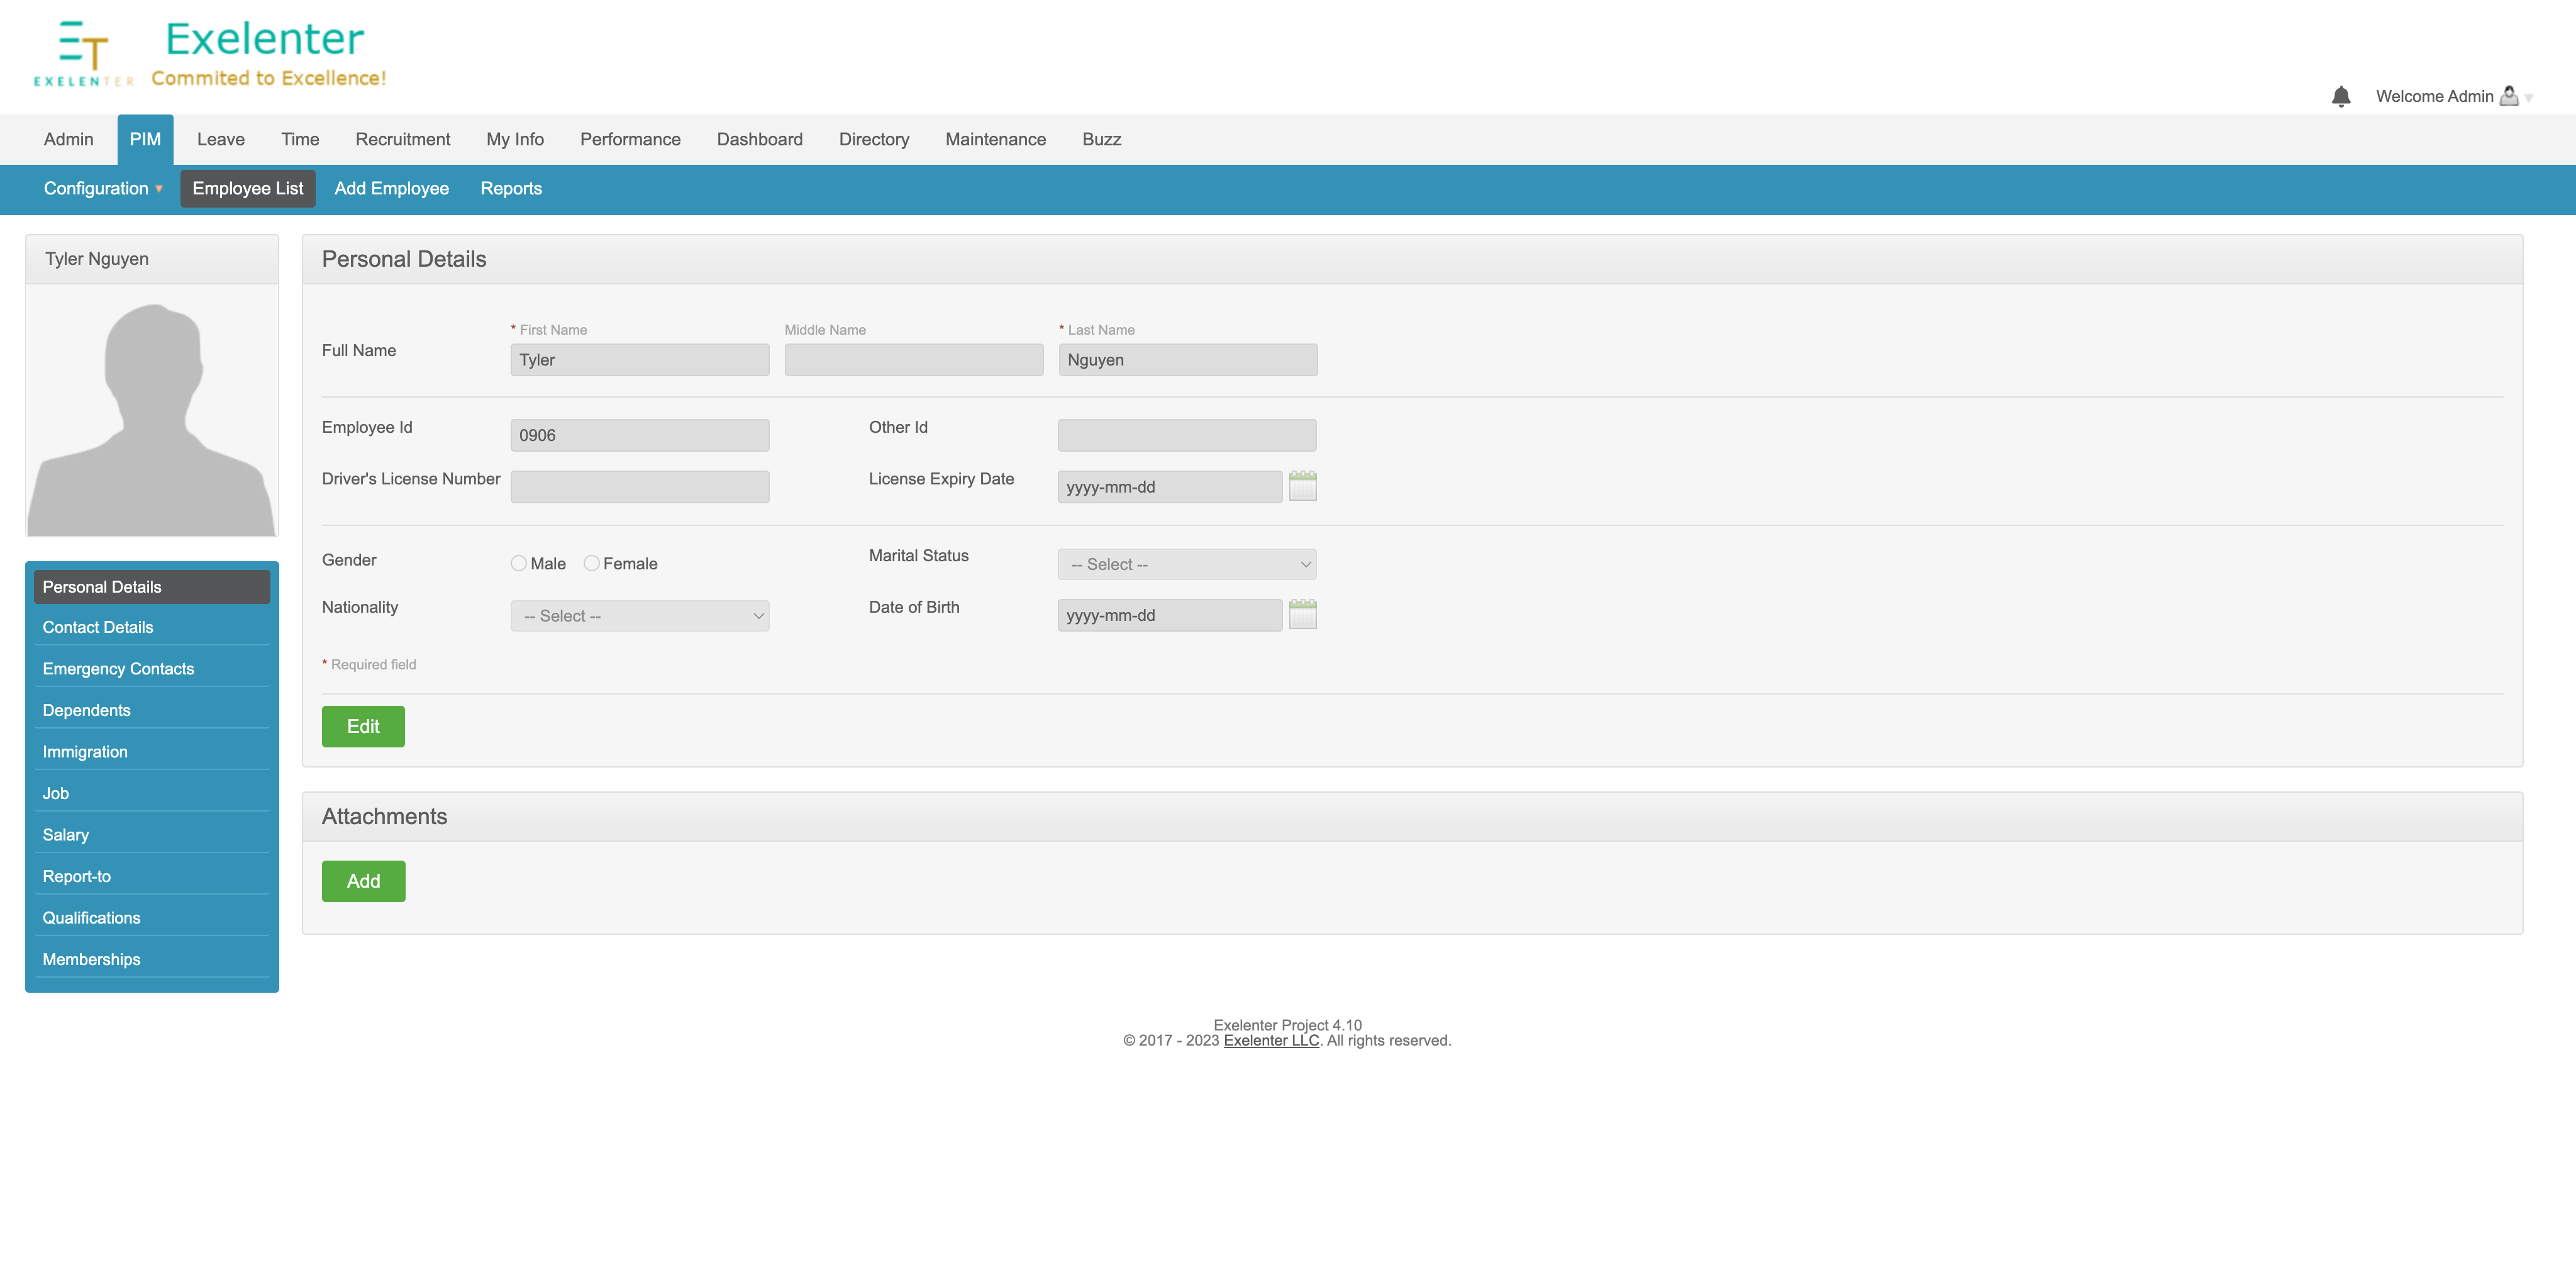 ET
EXELENTER
Exelenter
Commited to Excellence!
Welcome Admin
Admin PIM Leave Time Recruitment My Info Performance Dashboard Directory Maintenance Buzz
Configuration Employee List Add Employee Reports
Tyler Nguyen
Personal Details
Contact Details
Emergency Contacts
Dependents
Immigration
Job
Salary
Report-to
Qualifications
Memberships
Personal Details
* First Name Middle Name * Last Name
Full Name Tyler Nguyen
Employee Id 0906 Other Id
Driver's License Number License Expiry Date yyyy-mm-dd
Gender Male Female Marital Status -- Select --
Nationality -- Select -- Date of Birth yyyy-mm-dd
* Required field
Edit
Attachments
Add
Exelenter Project 4.10
© 2017 - 2023 Exelenter LLC. All rights reserved.